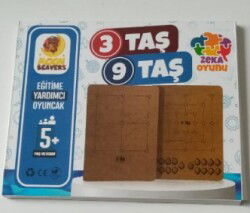 BEAVERS
3 TAŞ
9 TAŞ
ZEKA
OYUNU
EĞİTİME
YARDIMCI
OYUNCAK
5+